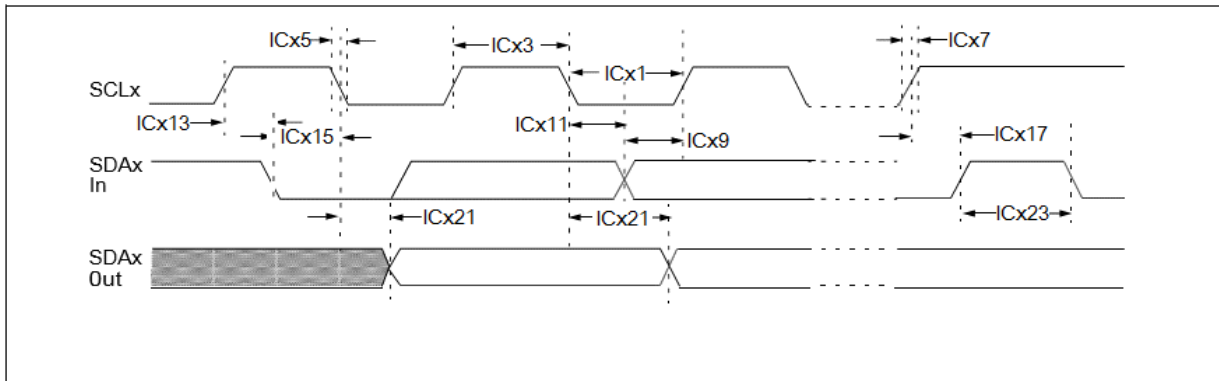 ICx5
ICx3
ICx7
ICx1
SCLx
ICx13
ICx15
ICx11
ICx9
ICx17
SDAx
In
ICx21
ICx21
ICx23
SDAx
Out